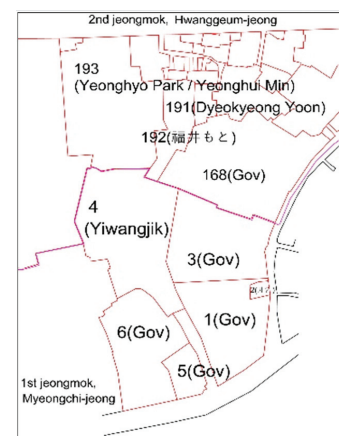 2nd jeongmok, Hwanggeum-jeong
193
(Yeonghyo Park / Yeonghui Min)
191(Dyeokyeong Yoon)
192(福井もと)
168(Gov)
4
(Yiwangjik)
3(Gov)
1(Gov)
6(Gov)
5(Gov)
1st jeongmok,
Myeongchi-jeong